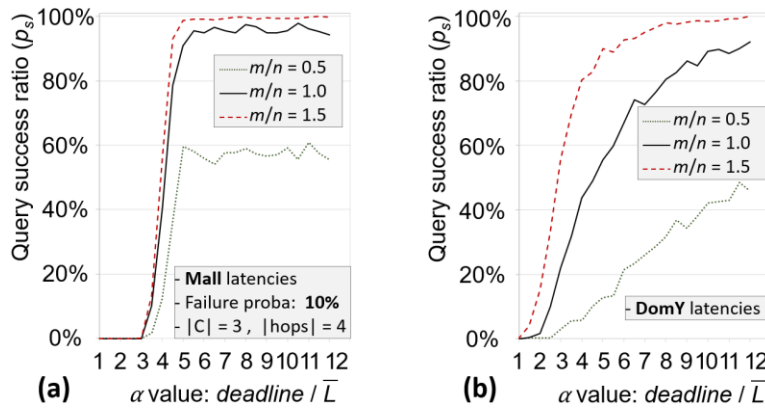 Query success ratio (pₛ)
100%
80%
60%
40%
20%
0%
m/n = 0.5
m/n = 1.0
m/n = 1.5
- Mall latencies
- Failure proba: 10%
- |C| = 3 , |hops| = 4
1 2 3 4 5 6 7 8 9 10 11 12
(a)
α value: deadline / L̅
Query success ratio (pₛ)
100%
80%
60%
40%
20%
0%
m/n = 0.5
m/n = 1.0
m/n = 1.5
- DomY latencies
1 2 3 4 5 6 7 8 9 10 11 12
(b)
α value: deadline / L̅